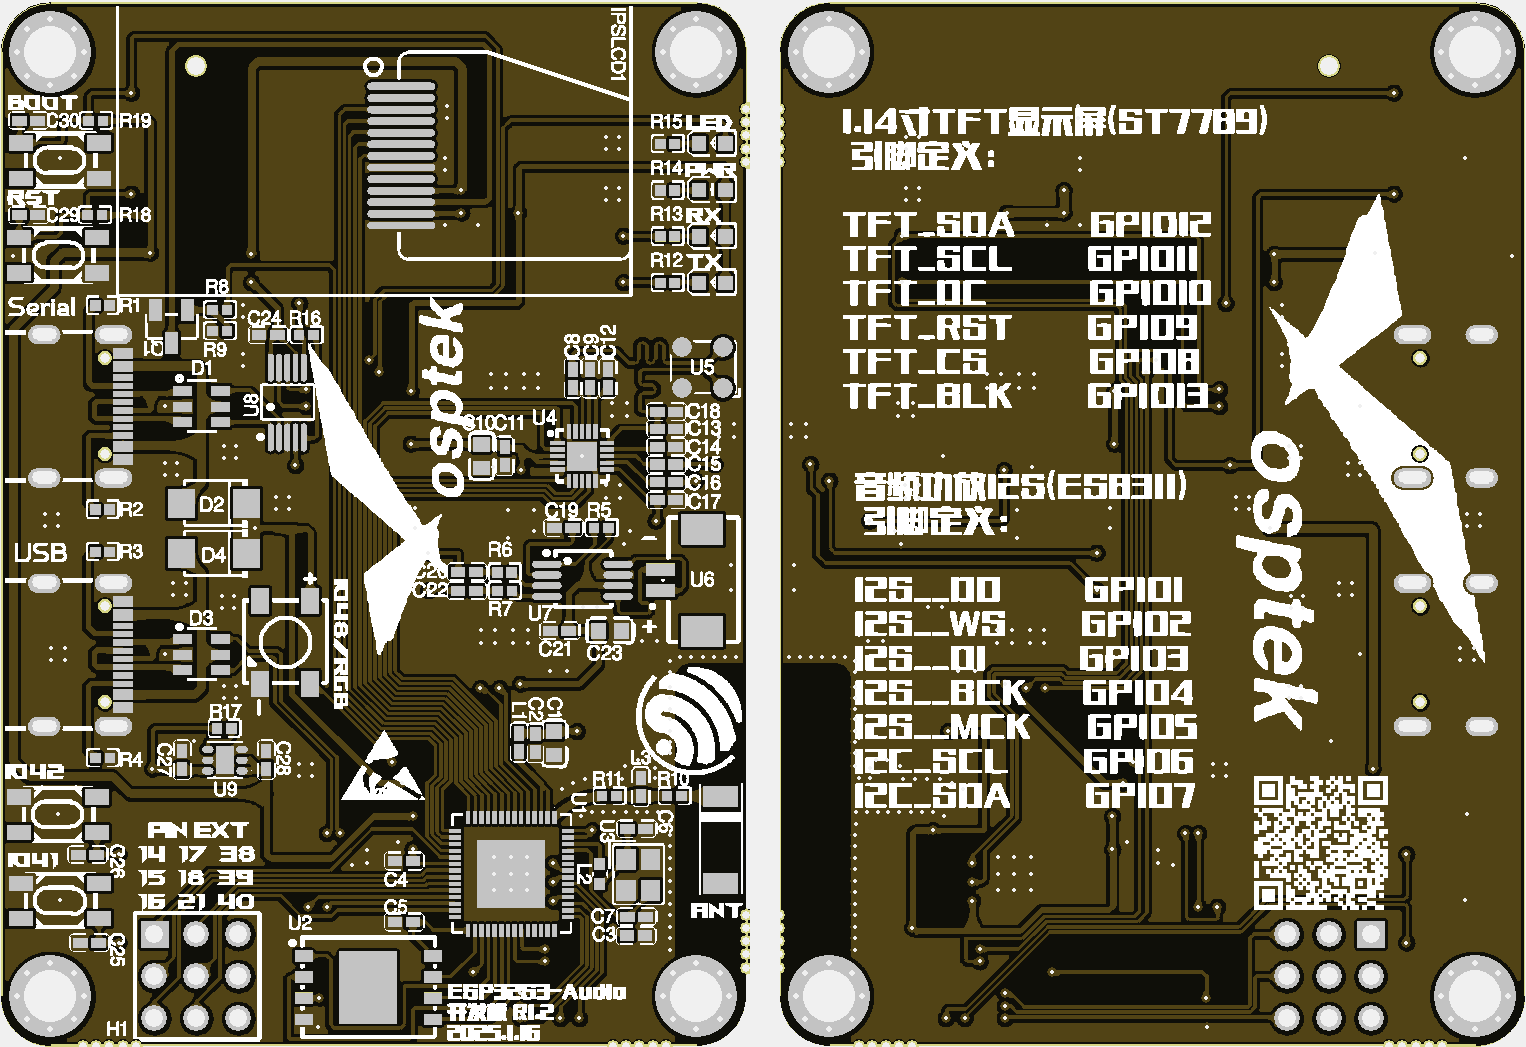 IPSLCD1
BOOT
C30
R19
RST
C29
R18
R15 LED
R14 PWR
R13 RX
R12 TX
Serial
R1
R8
Q1
R9
C24
R16
D1
U8
osptek
C8
C9
C12
U5
C10
C11
U4
C18
C13
C14
C15
C16
C17
R2
D2
C19
R5
USB
R3
D4
C20
R6
C22
R7
U7
U6
+
IO48/RGB
D3
C21
C23
R17
L1
C2
C1
C27
C28
U9
R4
IO42
L3
R11
R10
U1
U3
C6
PIN EXT
14 17 38
15 18 39
16 21 40
C26
IO41
C4
L2
ANT
C5
C7
C3
U2
C25
H1
ESP32S3-Audio
开发板 R1.2
2025.1.16
1.14寸TFT显示屏(ST7789)
引脚定义:
TFT_SDA GPIO12
TFT_SCL GPIO11
TFT_DC GPIO10
TFT_RST GPIO9
TFT_CS GPIO8
TFT_BLK GPIO13
音频功放I2S(ES8311)
引脚定义:
I2S__DO GPIO1
I2S__WS GPIO2
I2S__DI GPIO3
I2S__BCK GPIO4
I2S__MCK GPIO5
I2C_SCL GPIO6
I2C_SDA GPIO7
osptek